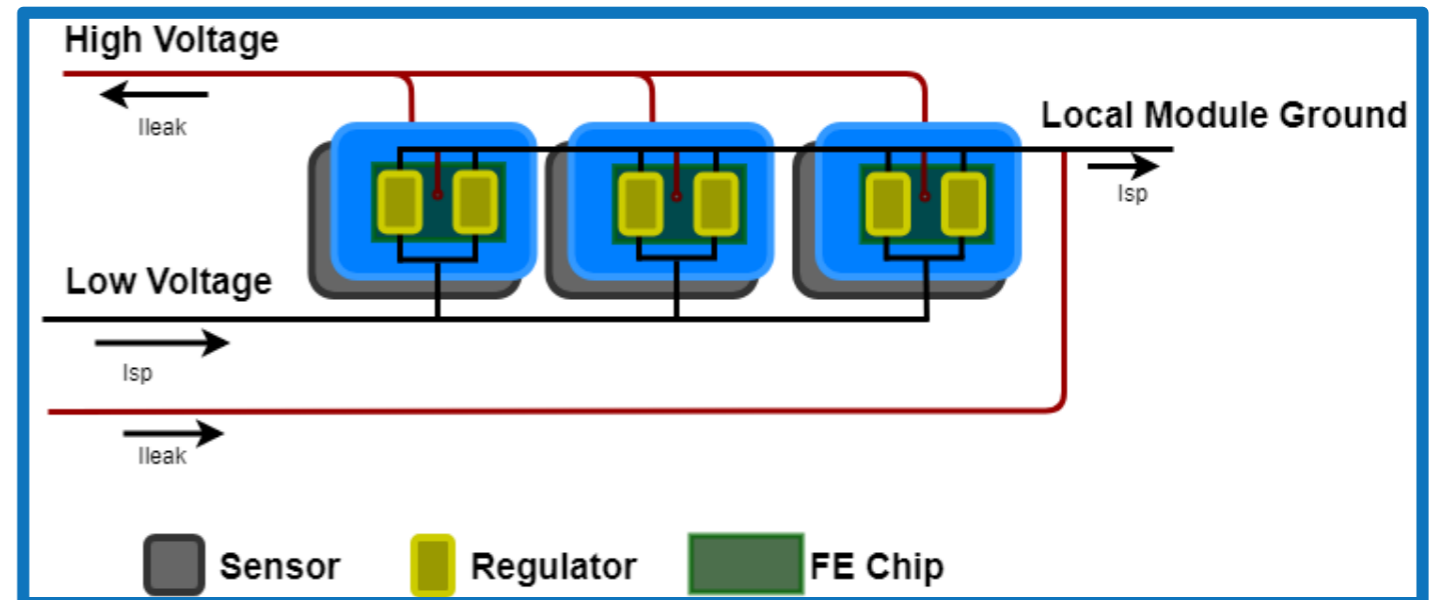 High Voltage
Ileak
Local Module Ground
Isp
Low Voltage
Isp
Ileak
Sensor
Regulator
FE Chip